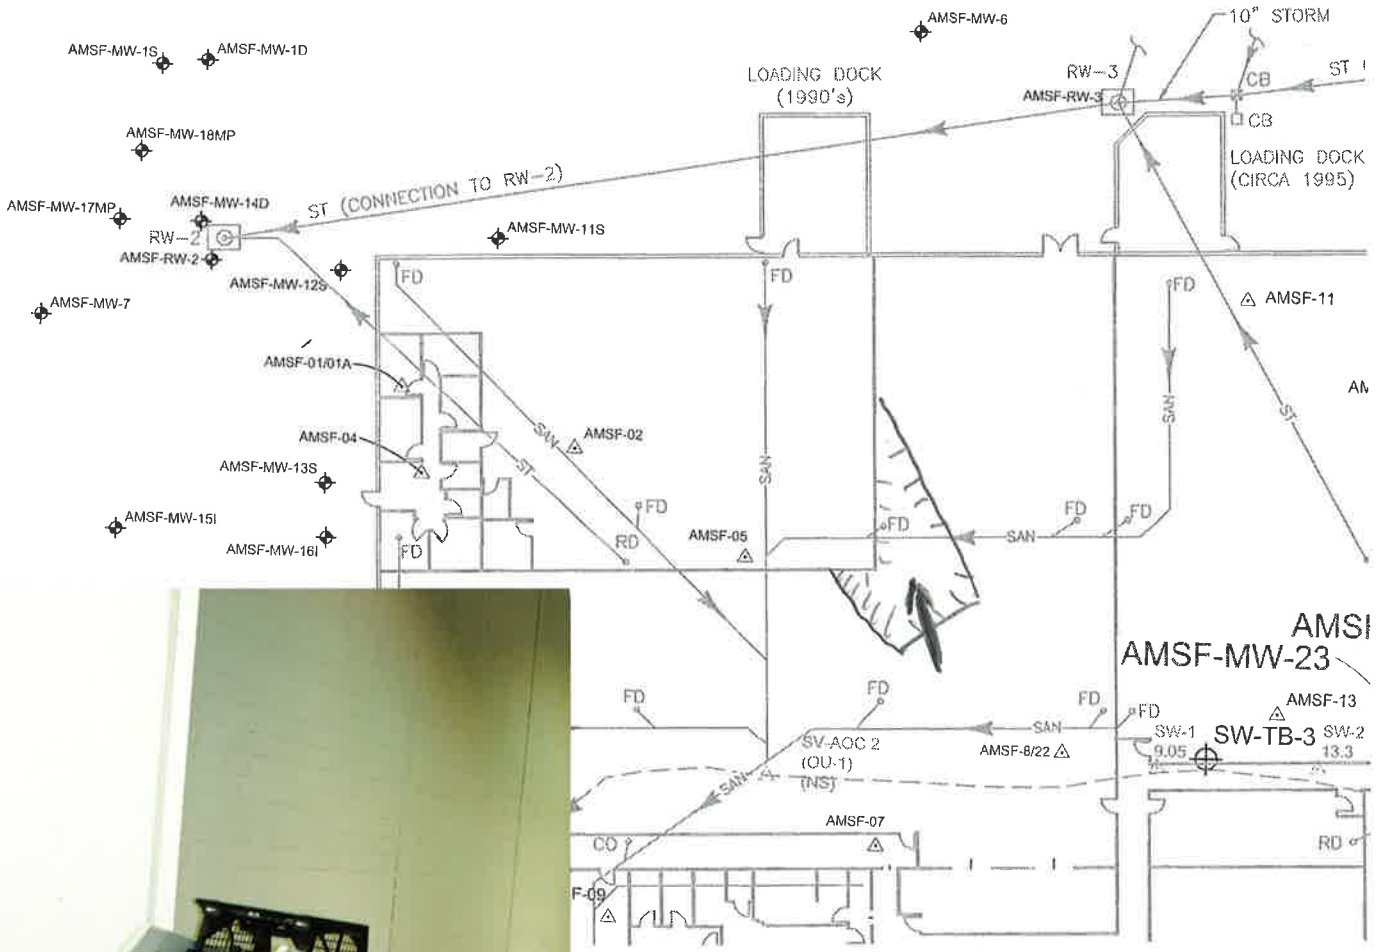 AMSF-MW-6
10" STORM
AMSF-MW-1S
AMSF-MW-1D
LOADING DOCK
(1990's)
RW-3
AMSF-RW-3
CB
ST
CB
AMSF-MW-18MP
LOADING DOCK
(CIRCA 1995)
ST (CONNECTION TO RW-2)
AMSF-MW-17MP
AMSF-MW-14D
RW-2
AMSF-MW-11S
AMSF-RW-2
AMSF-MW-12S
FD
FD
FD
AMSF-11
AMSF-MW-7
AMSF-01/01A
SAN
ST
SAN
AMSF-02
AMSF-04
ST
SAN
AMSF-MW-13S
FD
AMSF-MW-15I
AMSF-MW-16I
FD
RD
AMSF-05
FD
SAN
FD
FD
AMSF-MW-23
AMSF-13
FD
FD
FD
FD
SAN
SV-AOC 2
(OU-1)
(NS)
AMSF-8/22
SW-1
9.05
SW-TB-3
SW-2
13.3
SAN
AMSF-07
CO
RD
F-09